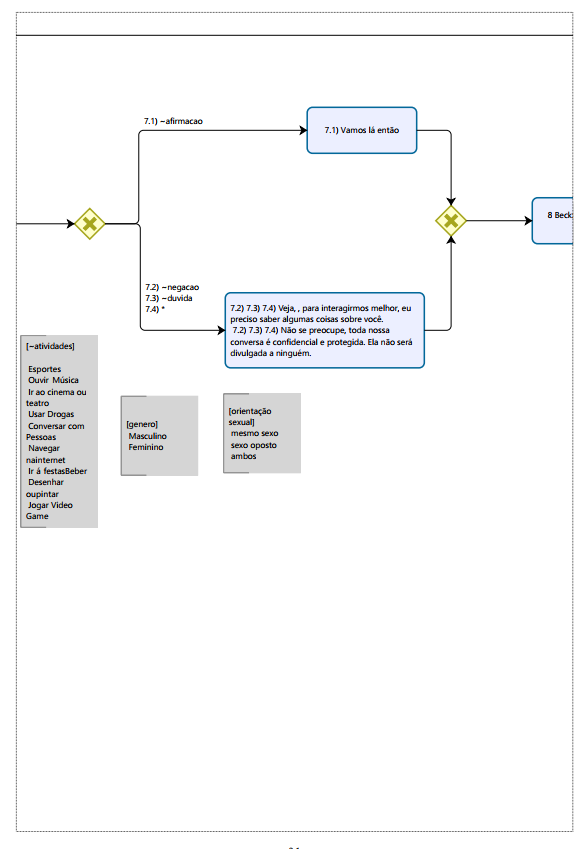 7.1) ~afirmacao
7.1) Vamos lá então
8 Beck
7.2) ~negacao
7.3) ~duvida
7.4) *
7.2) 7.3) 7.4) Veja, , para interagirmos melhor, eu
preciso saber algumas coisas sobre você.
7.2) 7.3) 7.4) Não se preocupe, toda nossa
conversa é confidencial e protegida. Ela não será
divulgada a ninguém.
[~atividades]
Esportes
Ouvir Música
Ir ao cinema ou
teatro
Usar Drogas
Conversar com
Pessoas
Navegar
nainternet
Ir á festasBeber
Desenhar
oupintar
Jogar Video
Game
[genero]
Masculino
Feminino
[orientação
sexual]
mesmo sexo
sexo oposto
ambos